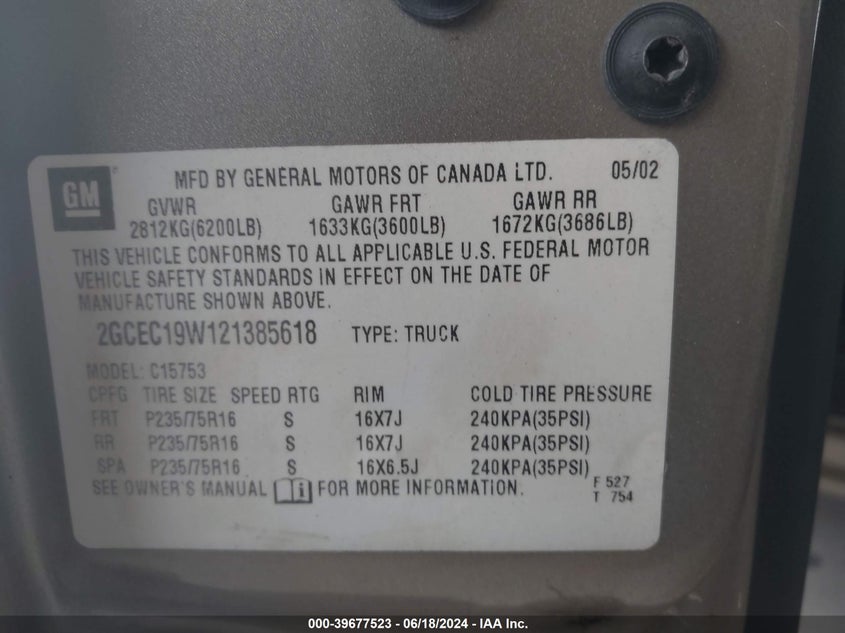 GM
MFD BY GENERAL MOTORS OF CANADA LTD. 05/02
GVWR GAWR FRT GAWR RR
2812KG(6200LB) 1633KG(3600LB) 1672KG(3686LB)
THIS VEHICLE CONFORMS TO ALL APPLICABLE U.S. FEDERAL MOTOR
VEHICLE SAFETY STANDARDS IN EFFECT ON THE DATE OF
MANUFACTURE SHOWN ABOVE.
2GCEC19W121385618 TYPE: TRUCK
MODEL: C15753
CPFG TIRE SIZE SPEED RTG RIM COLD TIRE PRESSURE
FRT P235/75R16 S 16X7J 240KPA(35PSI)
RR P235/75R16 S 16X7J 240KPA(35PSI)
SPA P235/75R16 S 16X6.5J 240KPA(35PSI)
SEE OWNER'S MANUAL i FOR MORE INFORMATION.
F 527
T 754
000-39677523 - 06/18/2024 - IAA Inc.